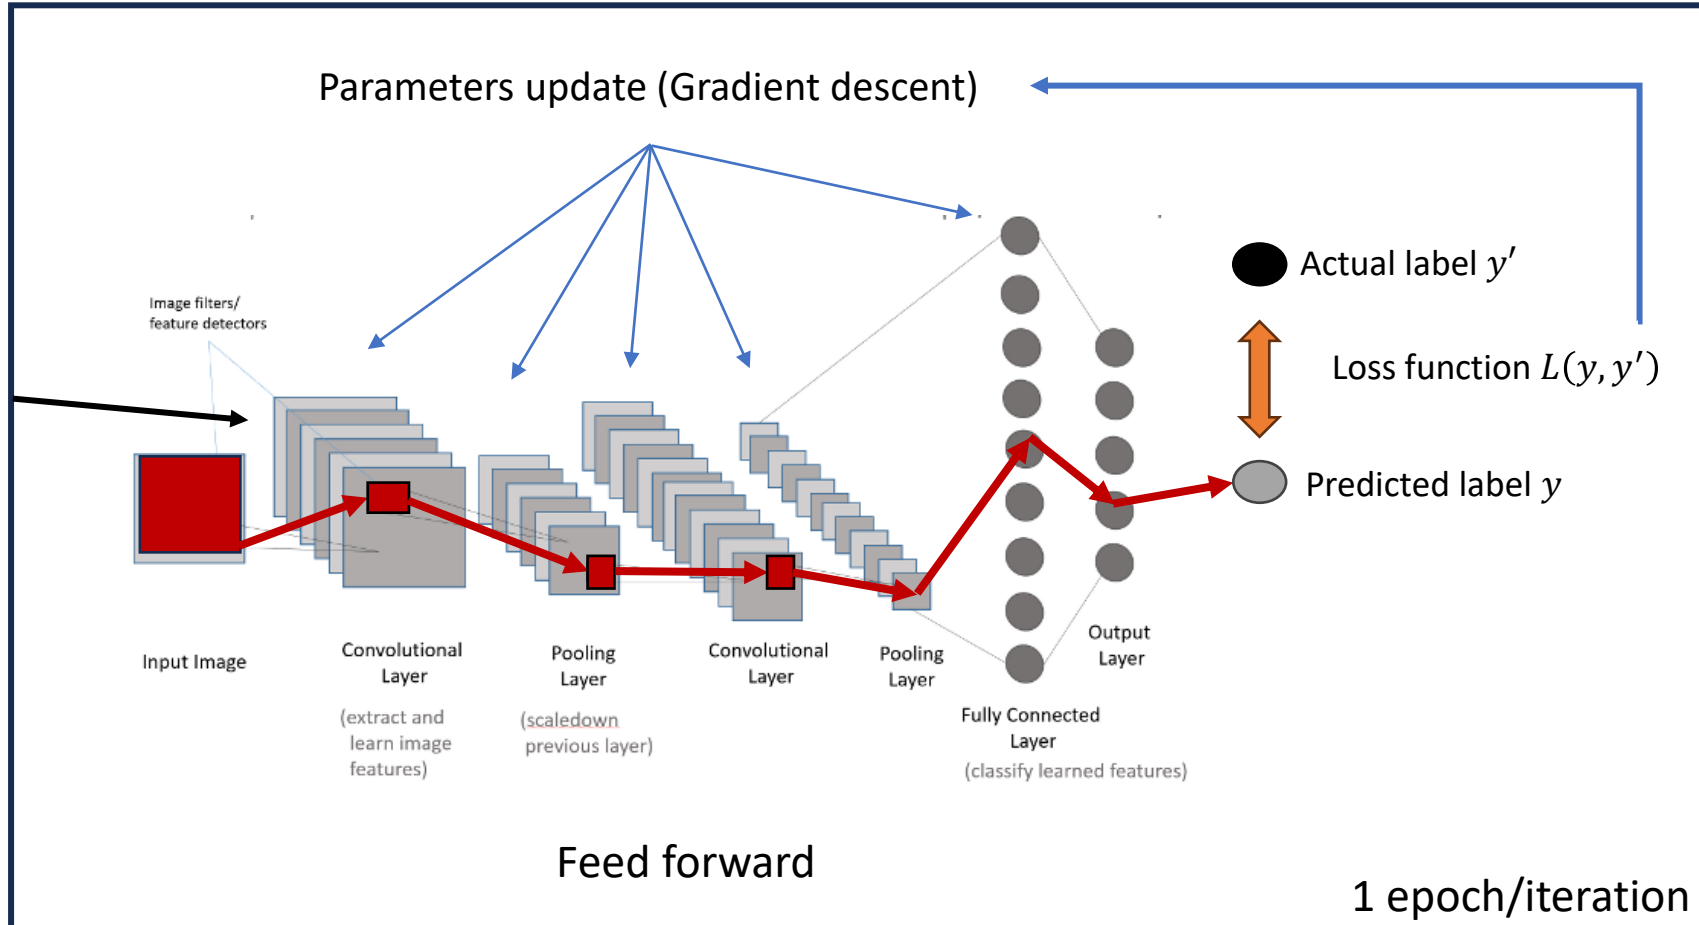 Parameters update (Gradient descent)
Image filters/
feature detectors
Actual label y′
Loss function L(y, y′)
Predicted label y
Input Image
Convolutional
Layer
(extract and
learn image
features)
Pooling
Layer
(scaledown
previous layer)
Convolutional
Layer
Pooling
Layer
Fully Connected
Layer
(classify learned features)
Output
Layer
Feed forward
1 epoch/iteration